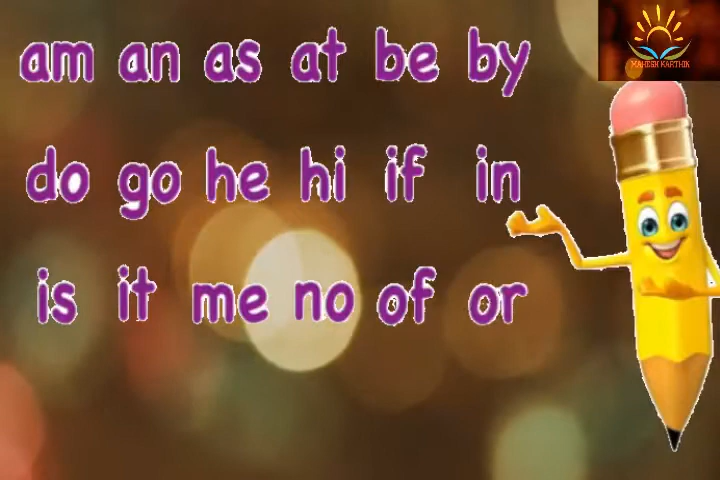 am an as at be by
do go he hi if in
is it me no of or
MAHESH KARTHIK